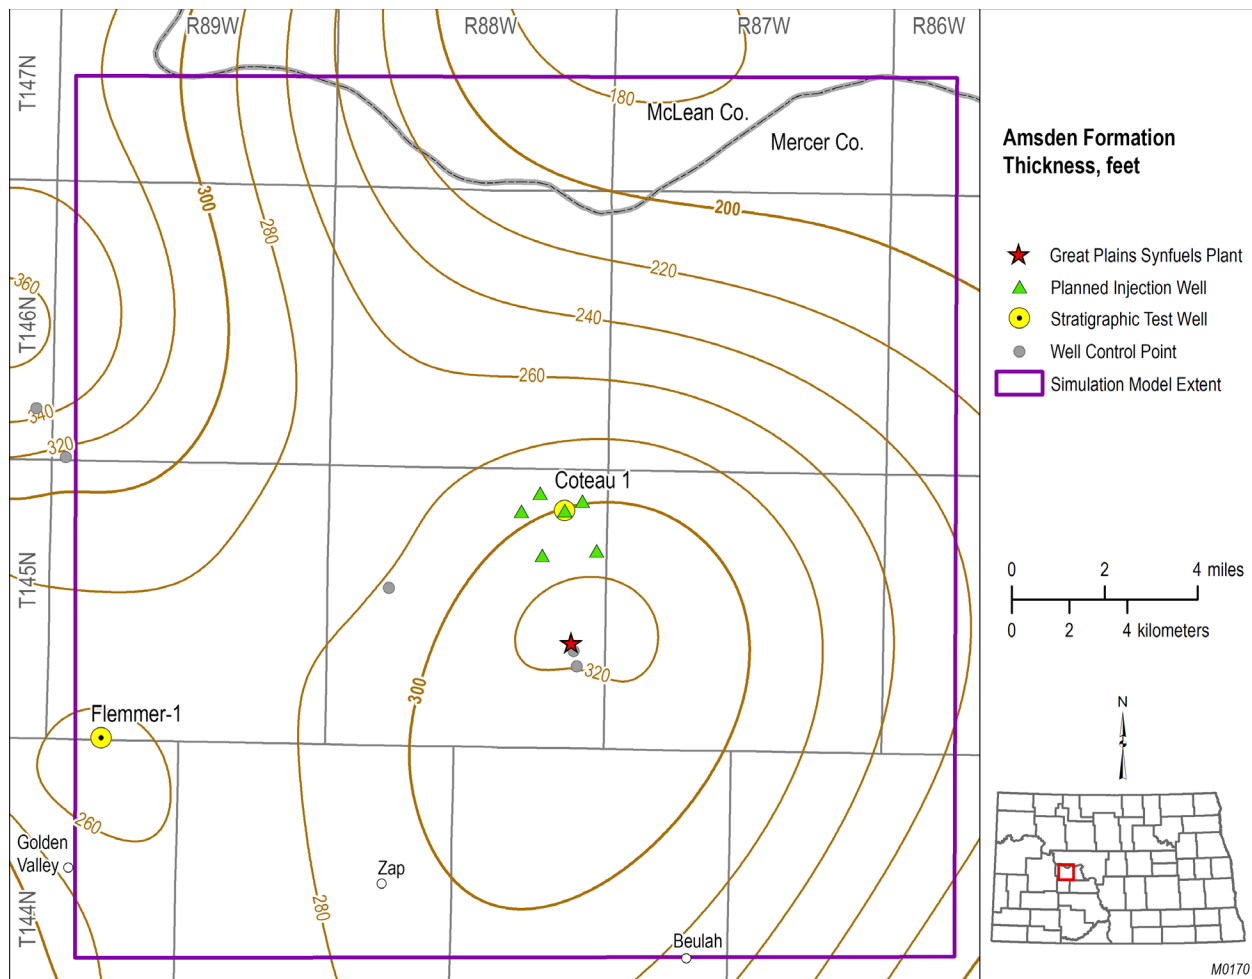 R89W
R88W
R87W
R86W
T147N
180
McLean Co.
Mercer Co.
300
200
280
220
360
T146N
240
260
340
320
Coteau 1
T145N
320
300
Flemmer-1
260
Golden
Valley
Zap
280
T144N
Beulah
Amsden Formation
Thickness, feet
Great Plains Synfuels Plant
Planned Injection Well
Stratigraphic Test Well
Well Control Point
Simulation Model Extent
0 2 4 miles
0 2 4 kilometers
N
M0170